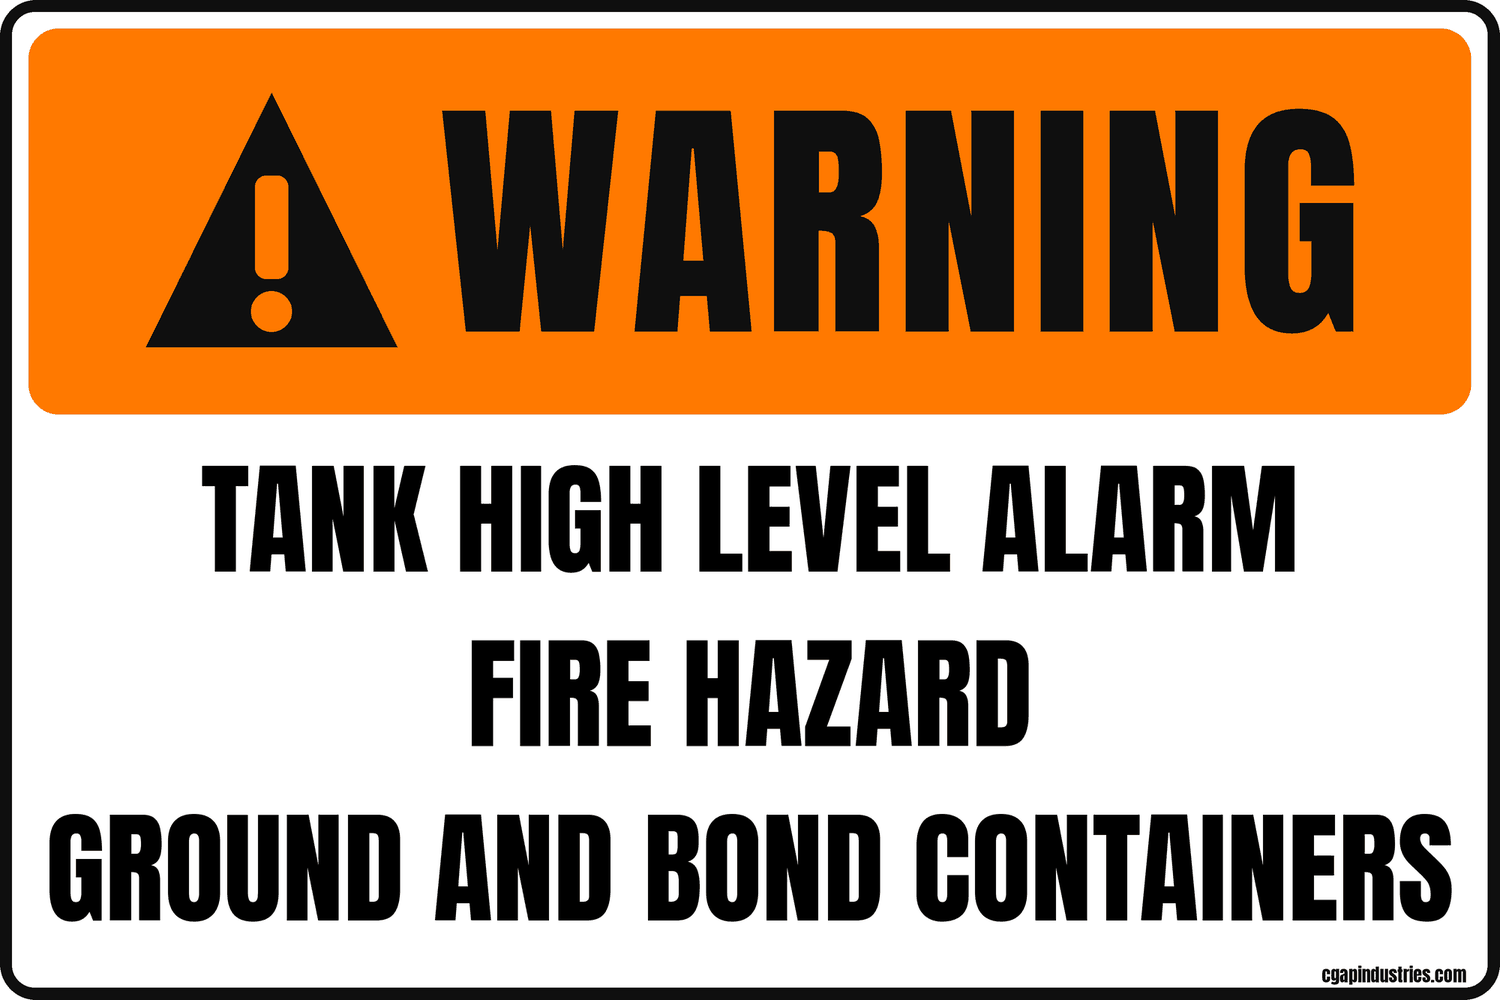 WARNING
TANK HIGH LEVEL ALARM
FIRE HAZARD
GROUND AND BOND CONTAINERS
cgapindustries.com